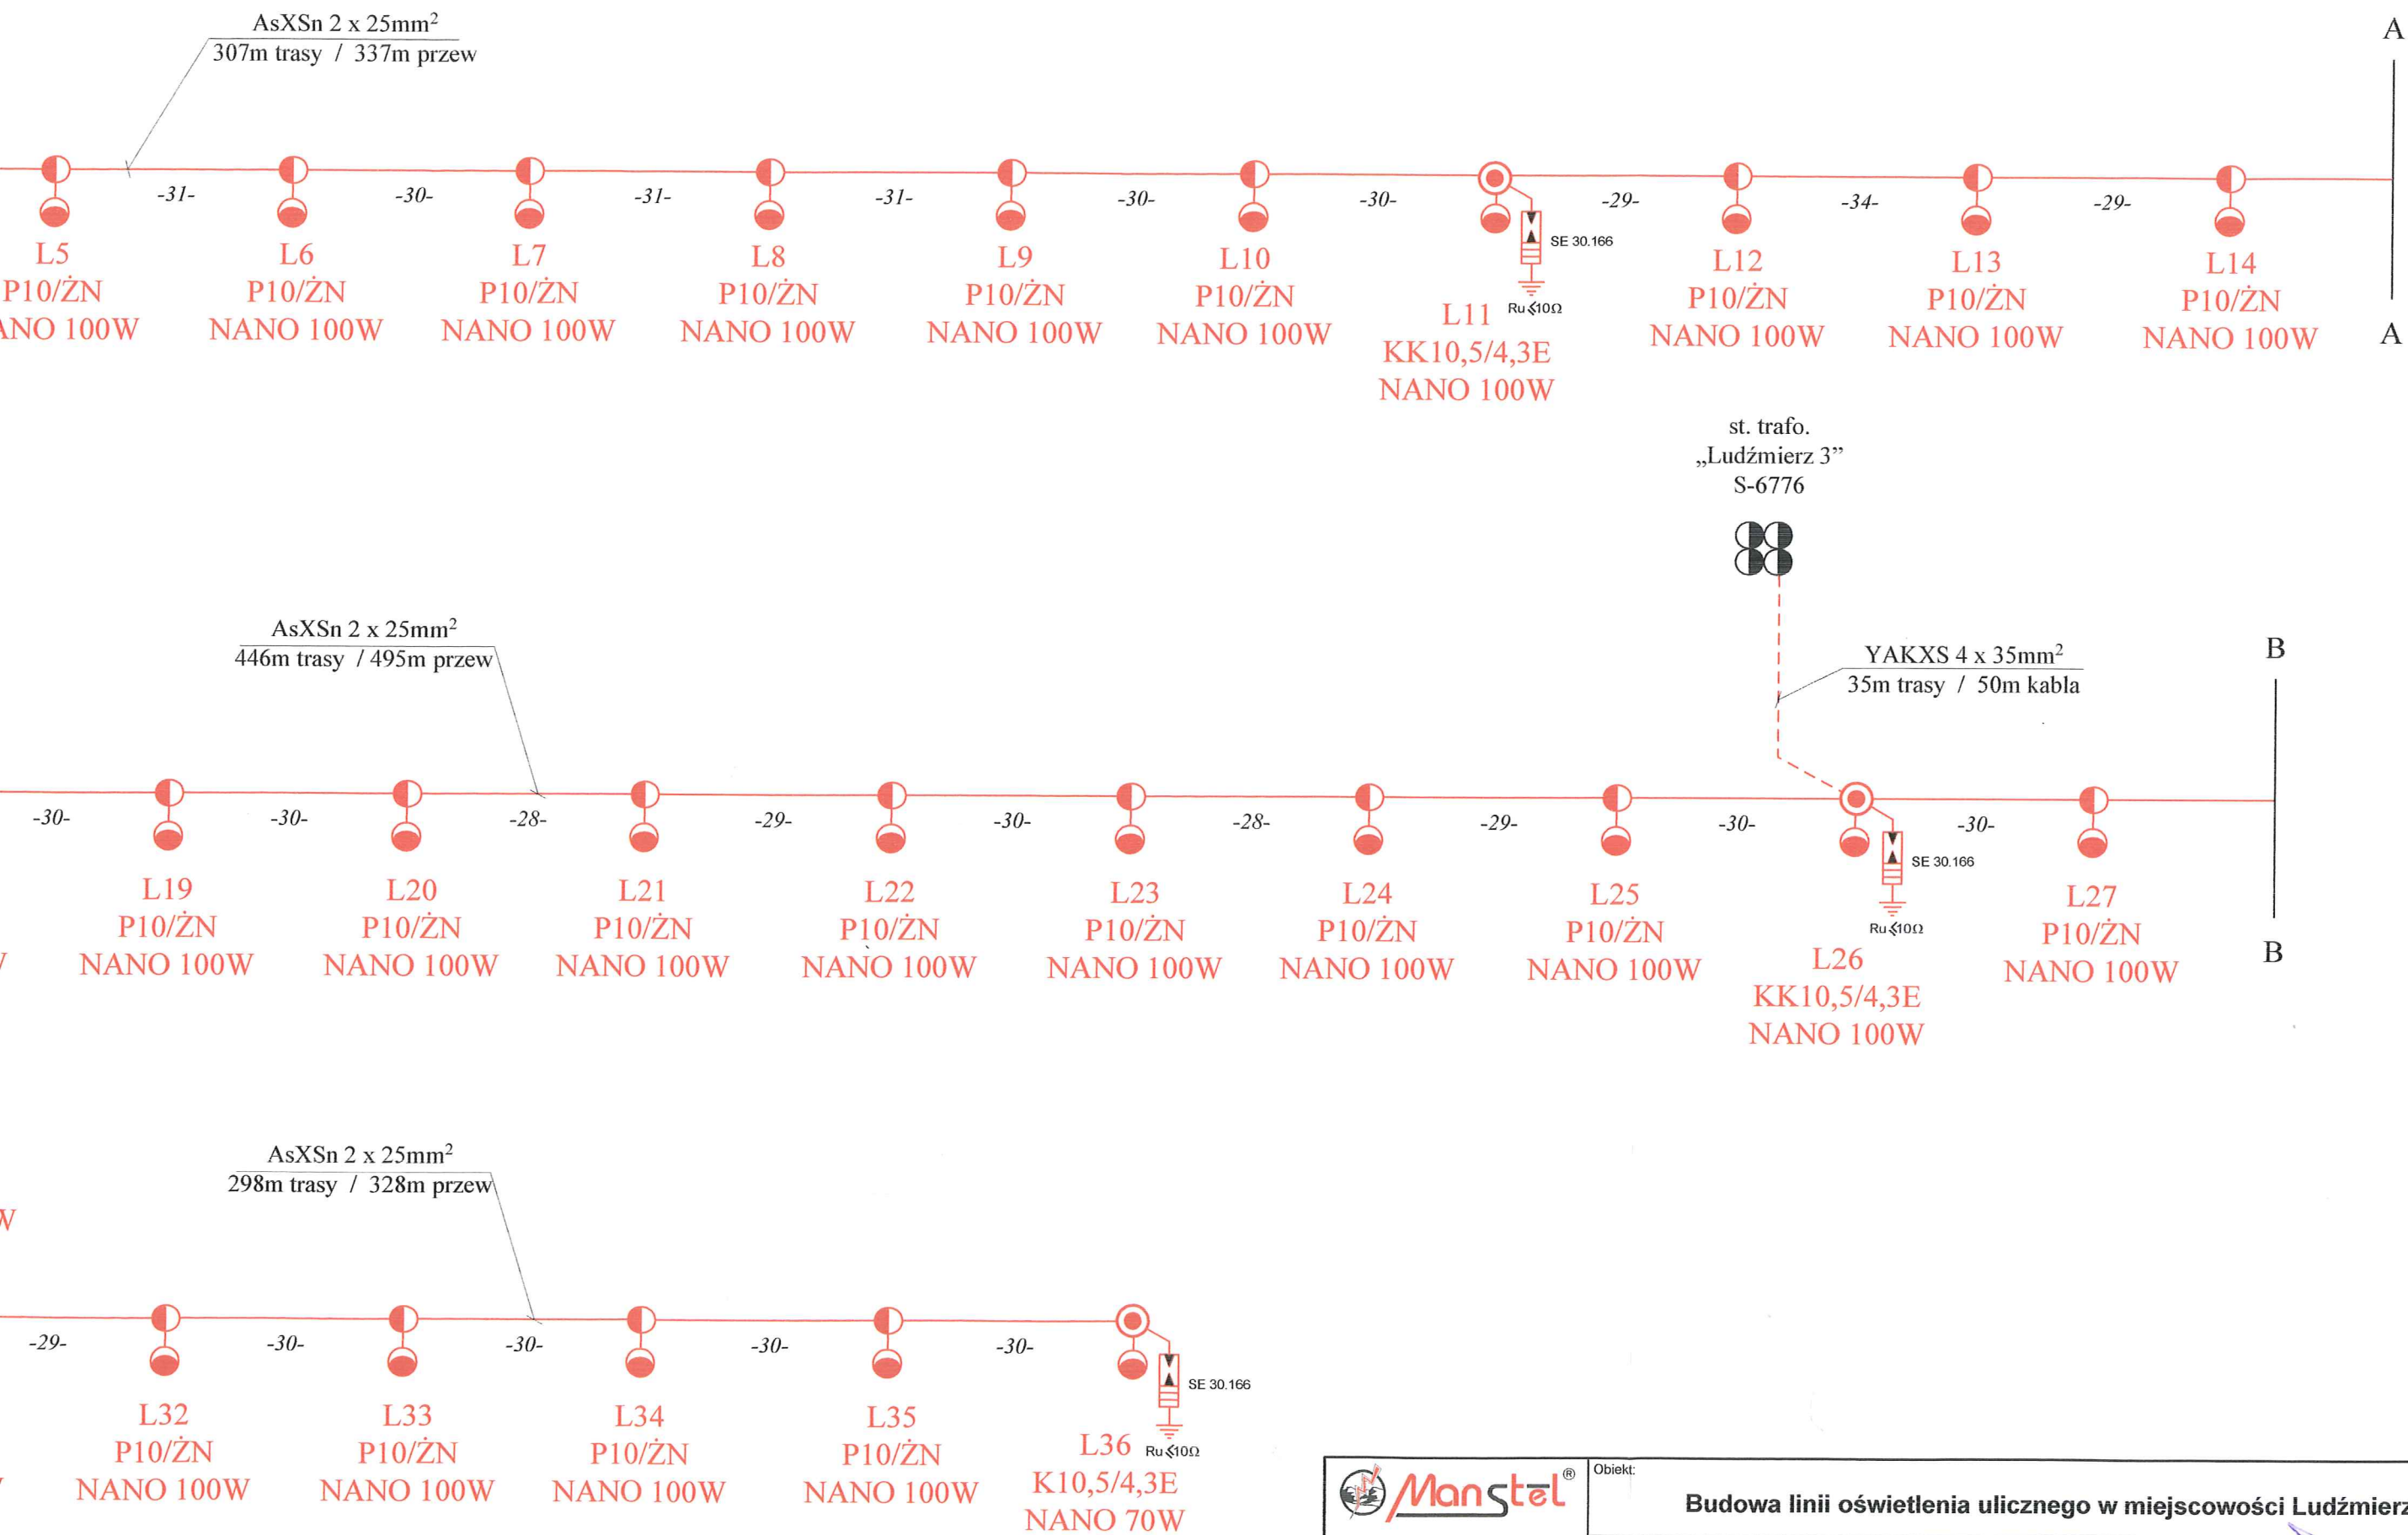 AsXSn 2 x 25mm²
307m trasy / 337m przew
A
-31-
-30-
-31-
-31-
-30-
-30-
-29-
-34-
-29-
SE 30.166
Ru≤10Ω
L5
P10/ŻN
ANO 100W
L6
P10/ŻN
NANO 100W
L7
P10/ŻN
NANO 100W
L8
P10/ŻN
NANO 100W
L9
P10/ŻN
NANO 100W
L10
P10/ŻN
NANO 100W
L11
KK10,5/4,3E
NANO 100W
L12
P10/ŻN
NANO 100W
L13
P10/ŻN
NANO 100W
L14
P10/ŻN
NANO 100W
A
st. trafo.
„Ludźmierz 3”
S-6776
AsXSn 2 x 25mm²
446m trasy / 495m przew
YAKXS 4 x 35mm²
35m trasy / 50m kabla
B
-30-
-30-
-28-
-29-
-30-
-28-
-29-
-30-
-30-
SE 30.166
Ru≤10Ω
W
L19
P10/ŻN
NANO 100W
L20
P10/ŻN
NANO 100W
L21
P10/ŻN
NANO 100W
L22
P10/ŻN
NANO 100W
L23
P10/ŻN
NANO 100W
L24
P10/ŻN
NANO 100W
L25
P10/ŻN
NANO 100W
L26
KK10,5/4,3E
NANO 100W
L27
P10/ŻN
NANO 100W
B
AsXSn 2 x 25mm²
298m trasy / 328m przew
W
-29-
-30-
-30-
-30-
-30-
SE 30.166
Ru≤10Ω
L32
P10/ŻN
NANO 100W
L33
P10/ŻN
NANO 100W
L34
P10/ŻN
NANO 100W
L35
P10/ŻN
NANO 100W
L36
K10,5/4,3E
NANO 70W
Manstel®
Obiekt:
Budowa linii oświetlenia ulicznego w miejscowości Ludźmierz